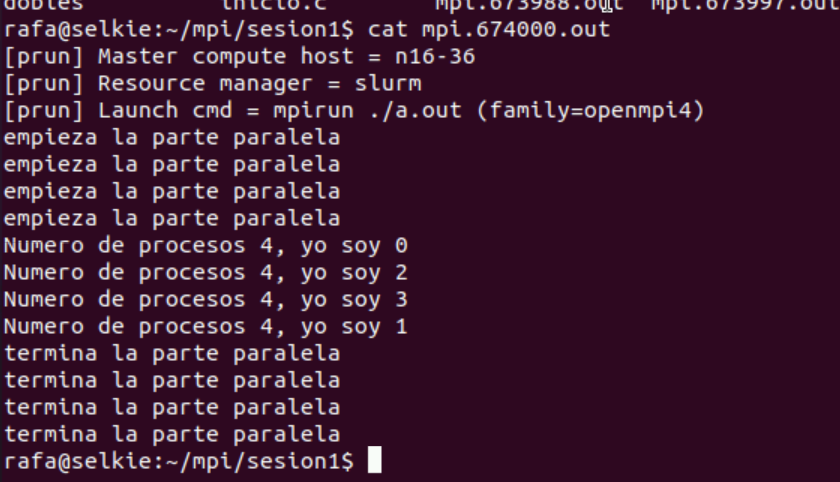 dobles inicio.c mpi.673988.out mpi.673997.out
rafa@selkie:~/mpi/sesion1$ cat mpi.674000.out
[prun] Master compute host = n16-36
[prun] Resource manager = slurm
[prun] Launch cmd = mpirun ./a.out (family=openmpi4)
empieza la parte paralela
empieza la parte paralela
empieza la parte paralela
empieza la parte paralela
Numero de procesos 4, yo soy 0
Numero de procesos 4, yo soy 2
Numero de procesos 4, yo soy 3
Numero de procesos 4, yo soy 1
termina la parte paralela
termina la parte paralela
termina la parte paralela
termina la parte paralela
rafa@selkie:~/mpi/sesion1$